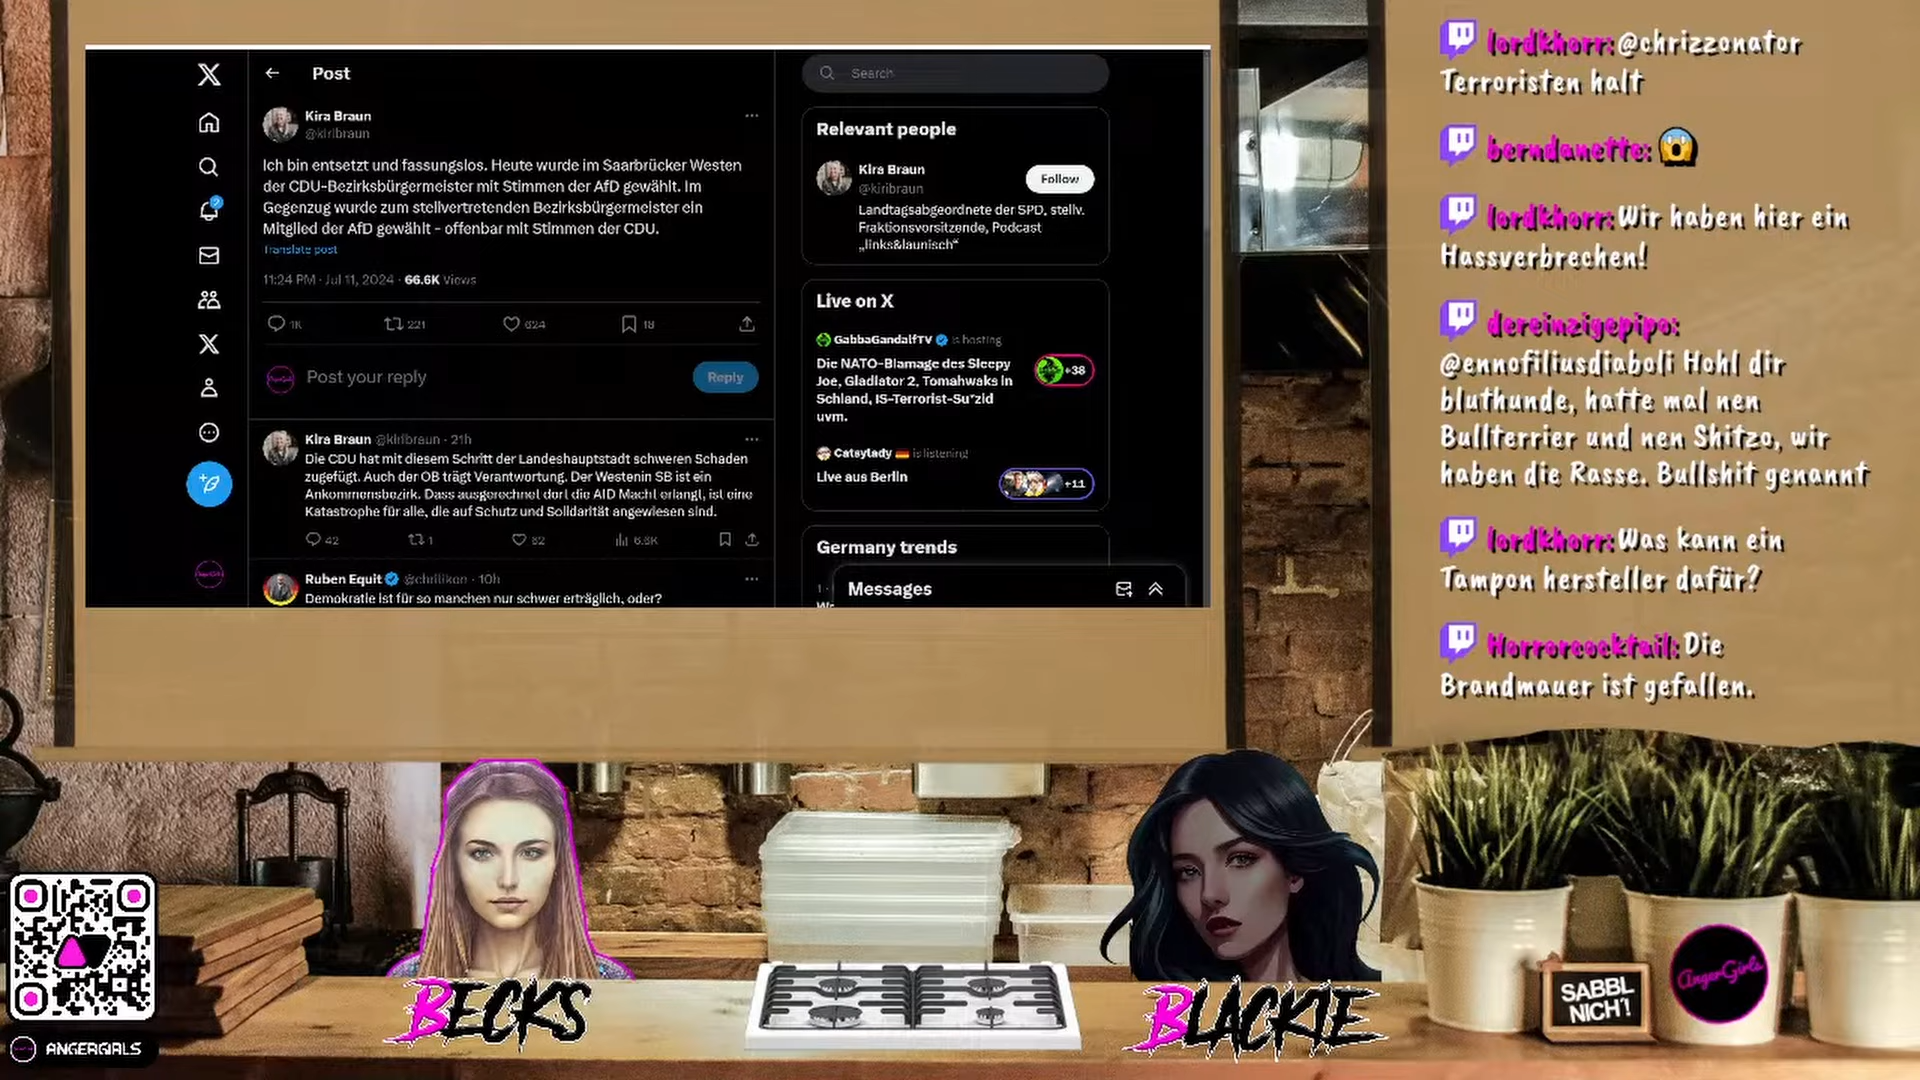 Post
Search
Kira Braun
@kiribraun
Ich bin entsetzt und fassungslos. Heute wurde im Saarbrücker Westen
der CDU-Bezirksbürgermeister mit Stimmen der AfD gewählt. Im
Gegenzug wurde zum stellvertretenden Bezirksbürgermeister ein
Mitglied der AfD gewählt - offenbar mit Stimmen der CDU.
Translate post
11:24 PM · Jul 11, 2024 · 66.6K Views
1K 221 624 18
Post your reply
Reply
Kira Braun @kiribraun · 21h
Die CDU hat mit diesem Schritt der Landeshauptstadt schweren Schaden
zugefügt. Auch der OB trägt Verantwortung. Der Westenin SB ist ein
Ankommensbezirk. Dass ausgerechnet dort die AfD Macht erlangt, ist eine
Katastrophe für alle, die auf Schutz und Solidarität angewiesen sind.
42 1 62 6.6K
Ruben Equit @chriliken · 10h
Demokratie ist für so manchen nur schwer erträglich, oder?
Relevant people
Kira Braun
@kiribraun
Follow
Landtagsabgeordnete der SPD, stellv.
Fraktionsvorsitzende, Podcast
„links&launisch“
Live on X
GabbaGandalfTV is hosting
Die NATO-Blamage des Sleepy
Joe, Gladiator 2, Tomahwaks in
Schland, IS-Terrorist-Su*zid
uvm.
+38
Catsylady is listening
Live aus Berlin
+11
Germany trends
Messages
lordkhorr: @chrizzonator
Terroristen halt
berndanette:
lordkhorr: Wir haben hier ein
Hassverbrechen!
dereinzigepipo:
@ennofiliusdiaboli Hohl dir
bluthunde, hatte mal nen
Bullterrier und nen Shitzo, wir
haben die Rasse. Bullshit genannt
lordkhorr: Was kann ein
Tampon hersteller dafür?
Horrorcocktail: Die
Brandmauer ist gefallen.
BECKS
BLACKIE
SABBL
NICH'!
AngerGirls
ANGERGIRLS